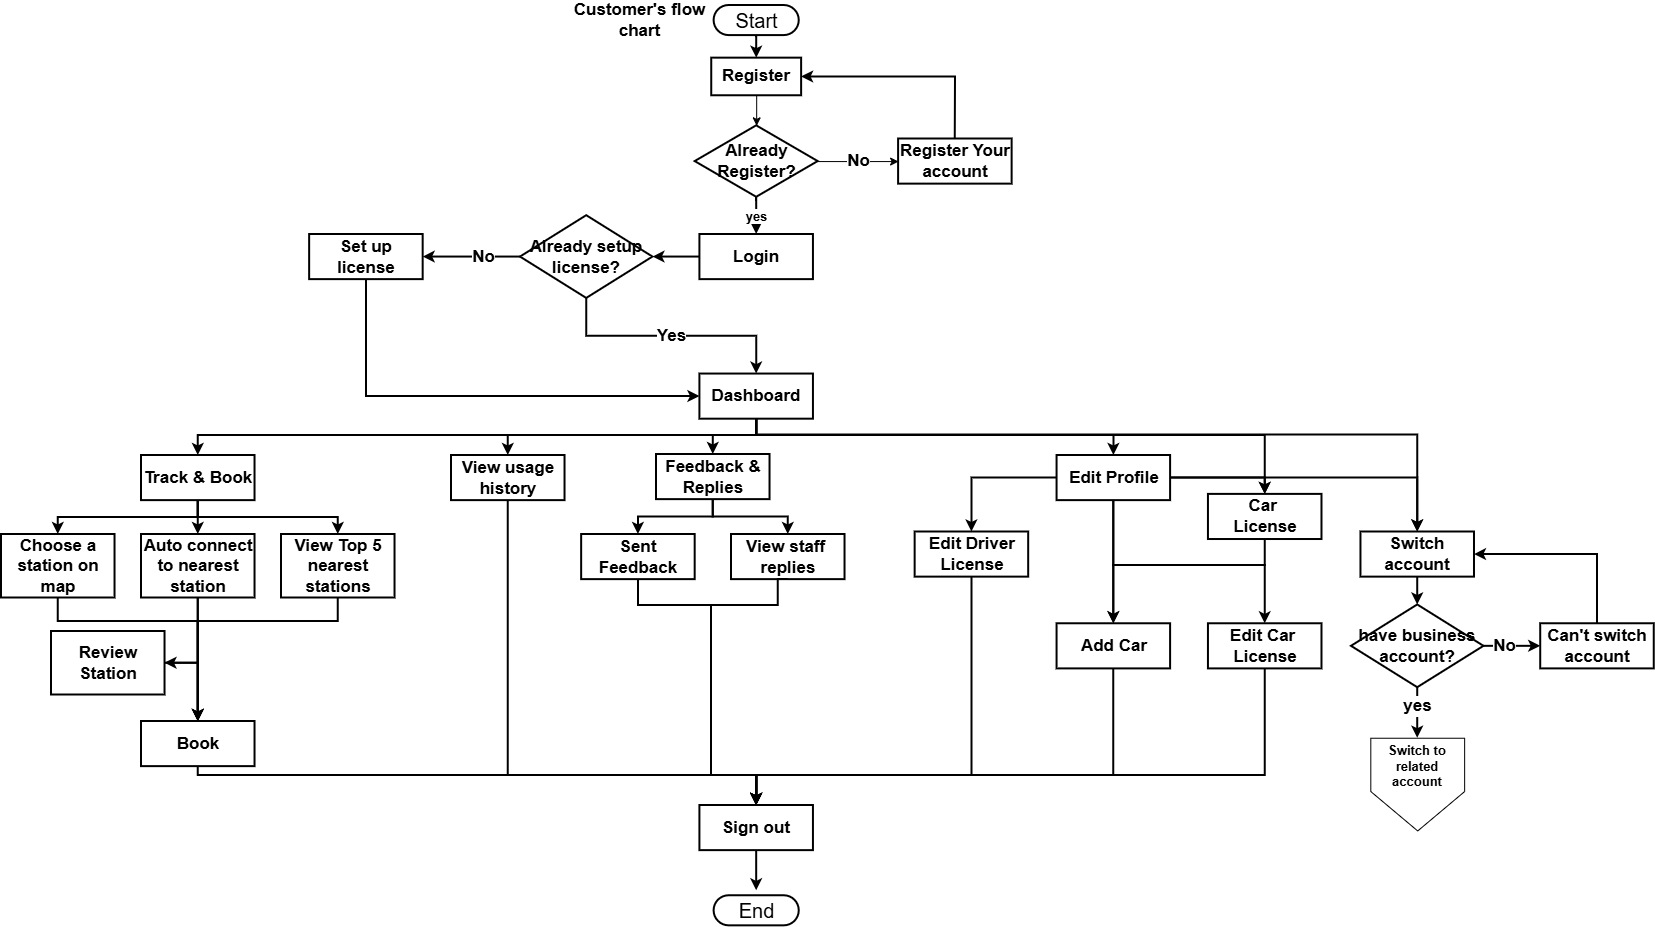 Customer's flow
chart
Start
Register
Already
Register?
No
Register Your
account
yes
Login
Already setup
license?
No
Set up
license
Yes
Dashboard
Track & Book
View usage
history
Feedback &
Replies
Edit Profile
Car
License
Choose a
station on
map
Auto connect
to nearest
station
View Top 5
nearest
stations
Sent
Feedback
View staff
replies
Edit Driver
License
Switch
account
Review
Station
Add Car
Edit Car
License
have business
account?
No
Can't switch
account
yes
Book
Switch to
related
account
Sign out
End